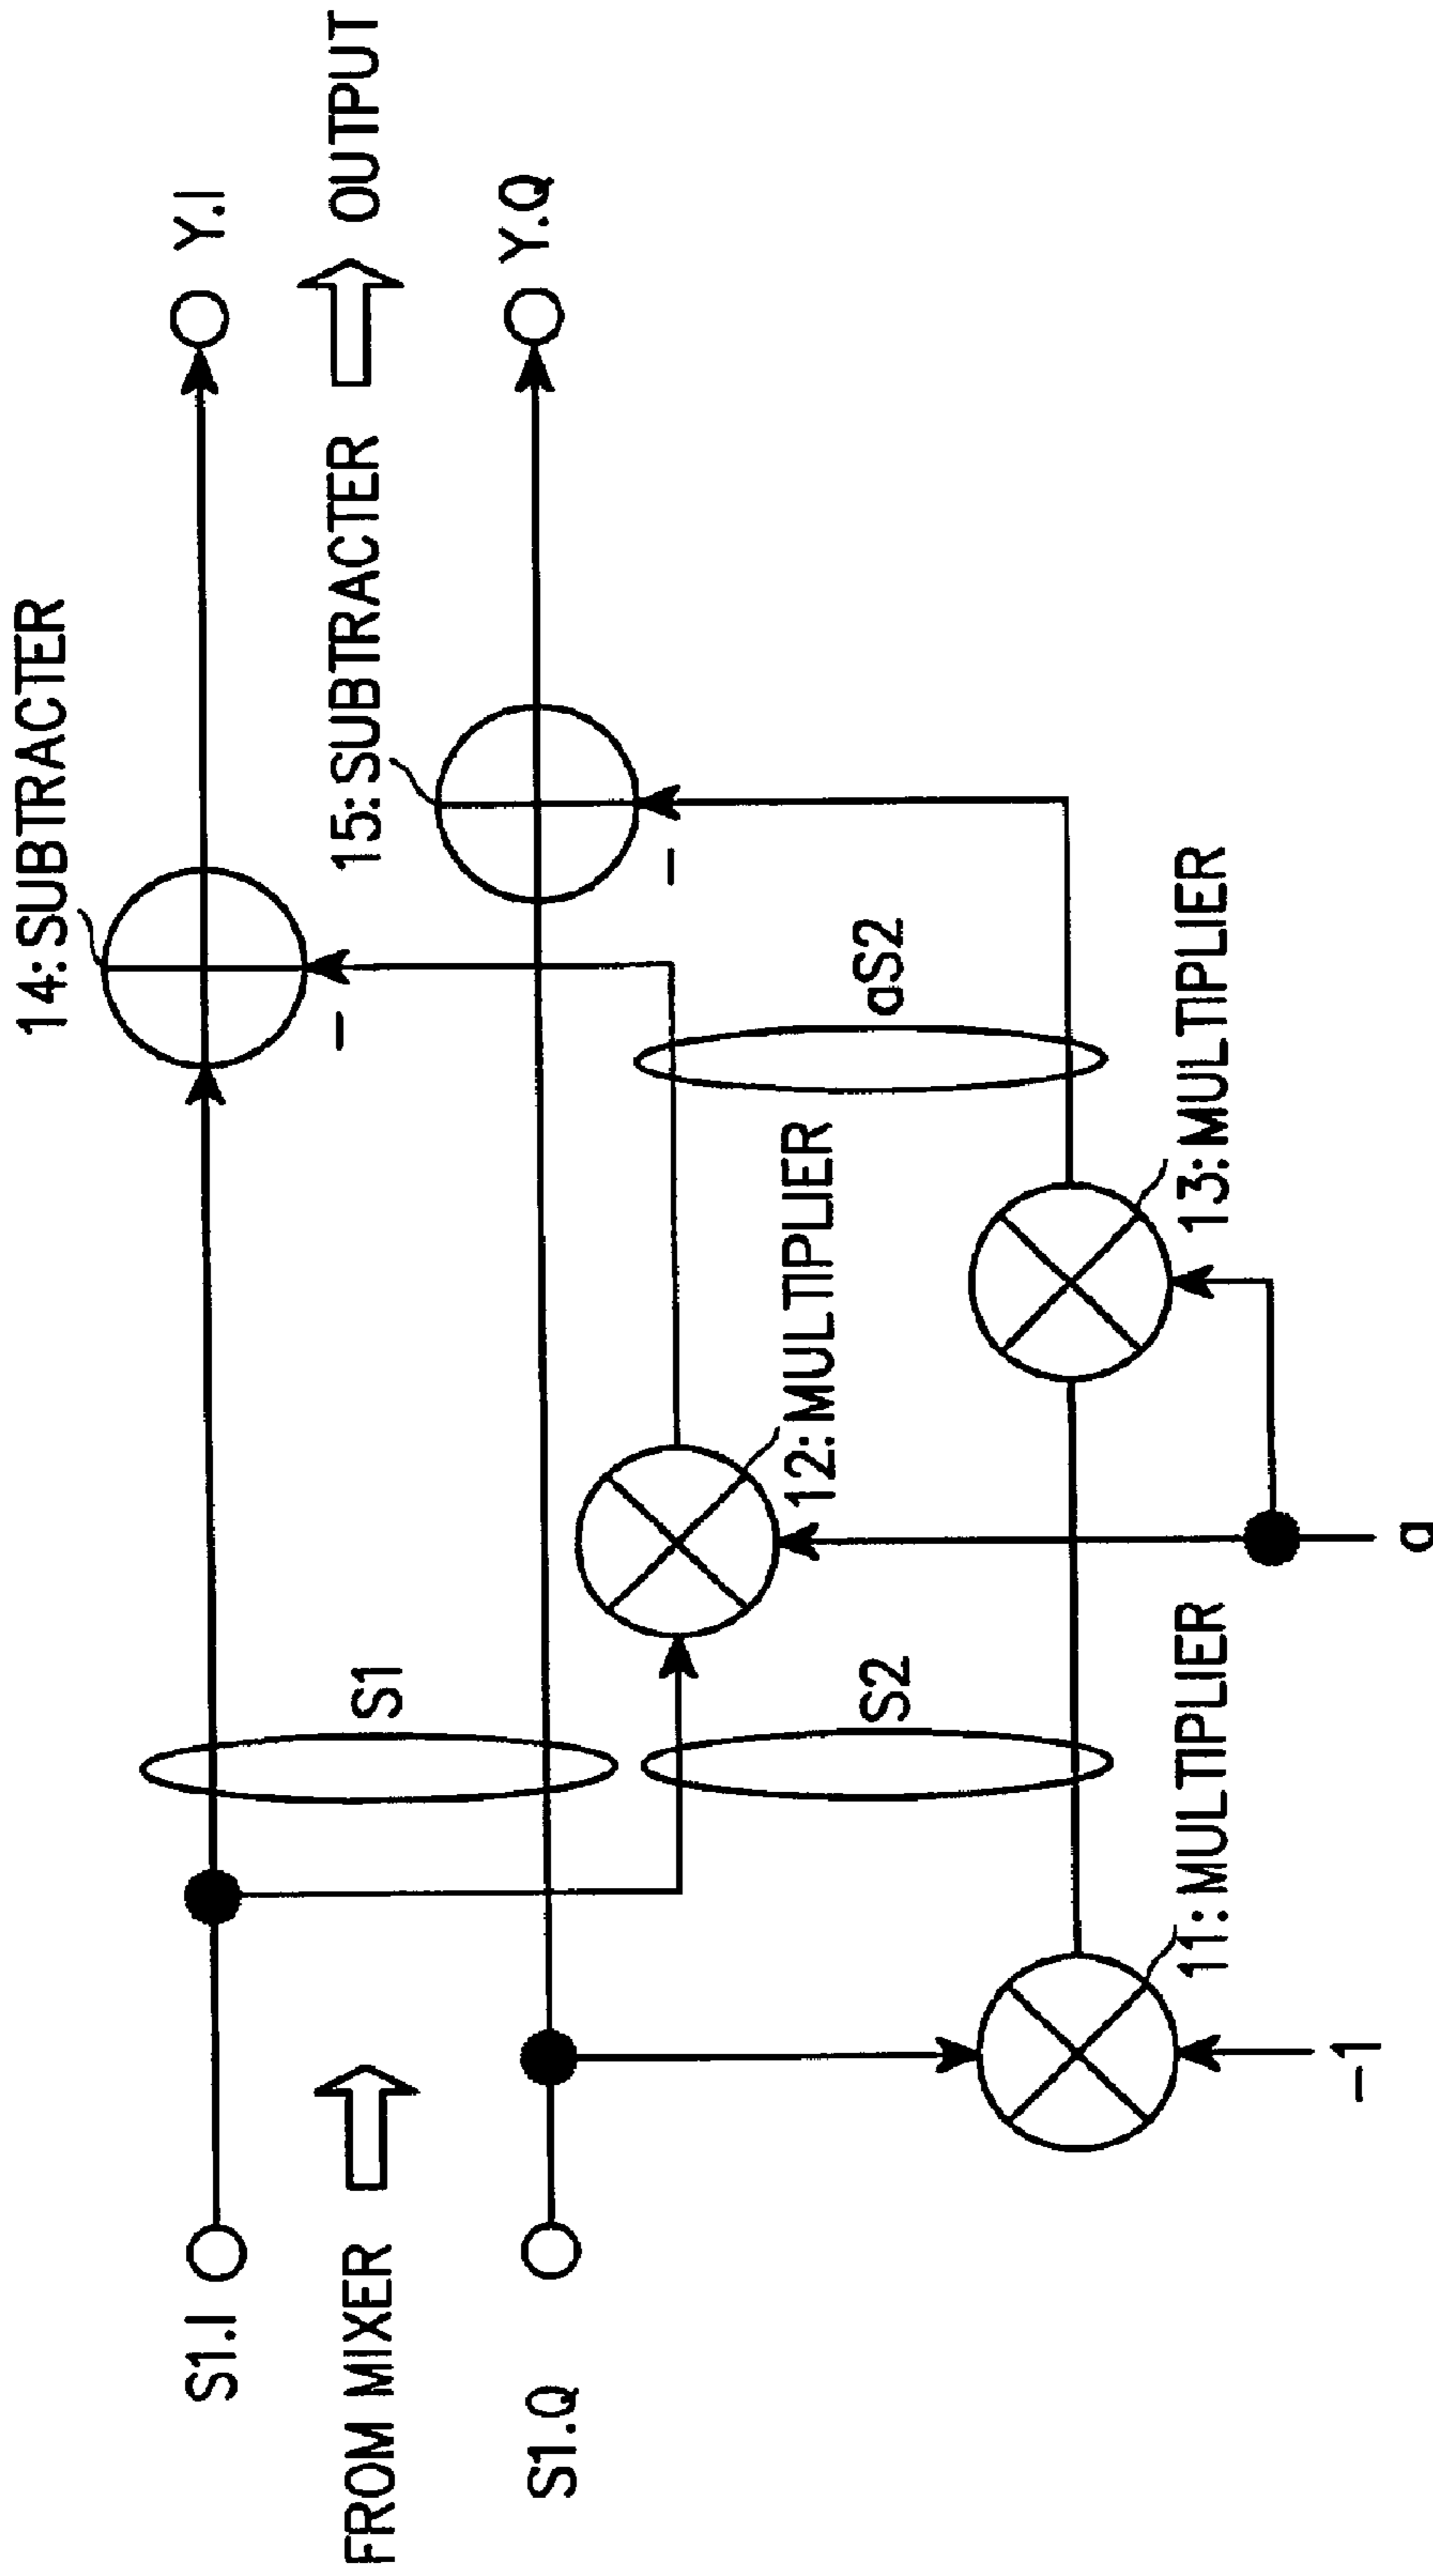 14: SUBTRACTER
S1.I
Y.I
S1
FROM MIXER
15: SUBTRACTER
OUTPUT
S1.Q
Y.Q
12: MULTIPLIER
S2
aS2
11: MULTIPLIER
13: MULTIPLIER
-1
a
-
-